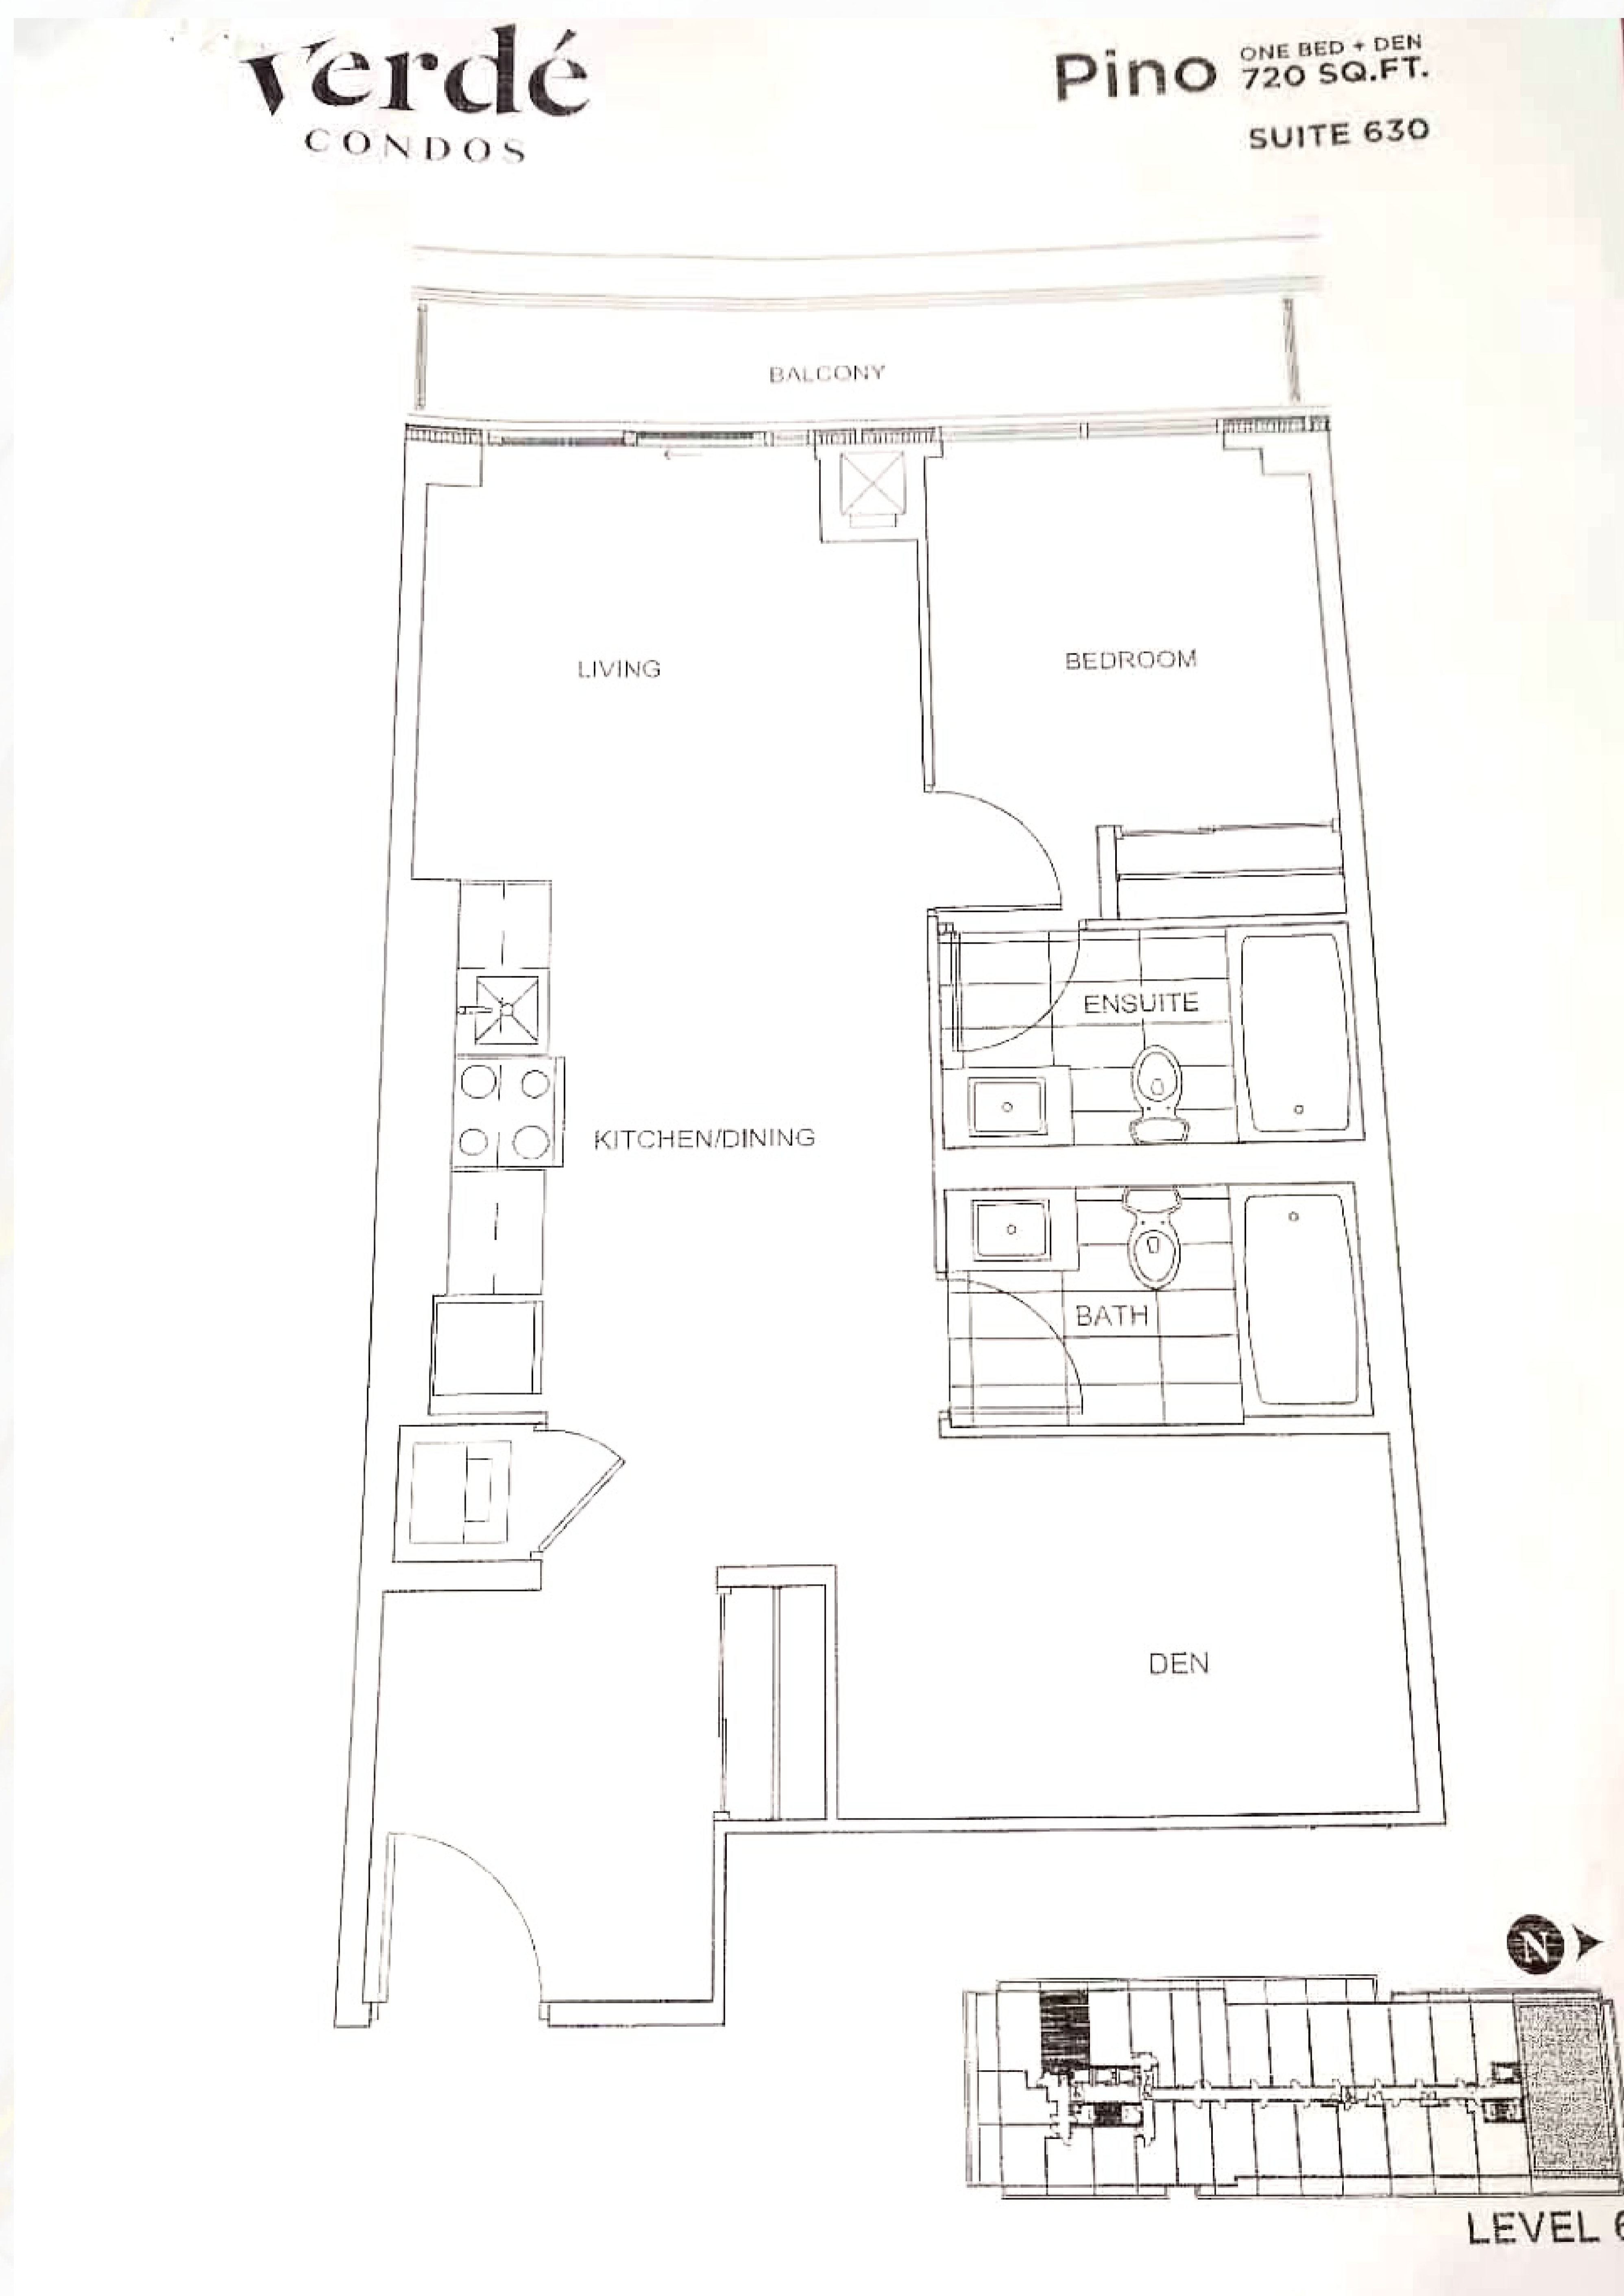 Verdé
CONDOS
Pino
ONE BED + DEN
720 SQ.FT.
SUITE 630
BALCONY
LIVING
BEDROOM
ENSUITE
KITCHEN/DINING
BATH
DEN
N
LEVEL 6